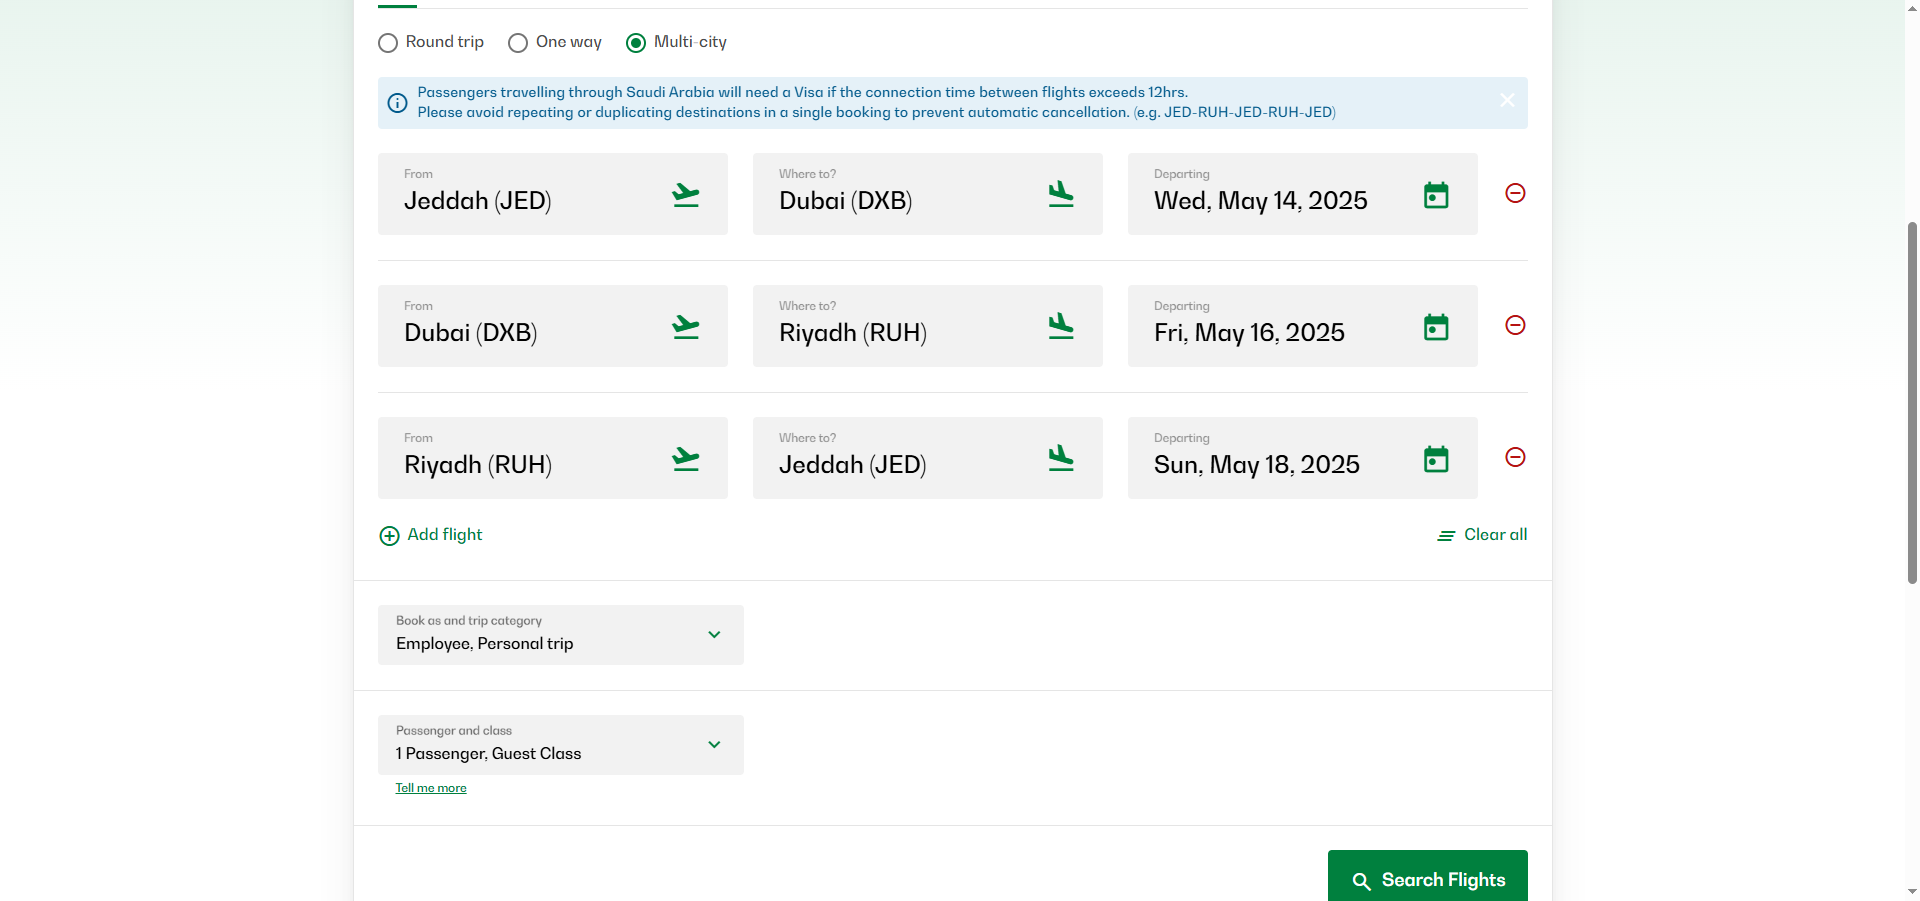 Round trip
One way
Multi-city
Passengers travelling through Saudi Arabia will need a Visa if the connection time between flights exceeds 12hrs.
Please avoid repeating or duplicating destinations in a single booking to prevent automatic cancellation. (e.g. JED-RUH-JED-RUH-JED)
From
Jeddah (JED)
Where to?
Dubai (DXB)
Departing
Wed, May 14, 2025
From
Dubai (DXB)
Where to?
Riyadh (RUH)
Departing
Fri, May 16, 2025
From
Riyadh (RUH)
Where to?
Jeddah (JED)
Departing
Sun, May 18, 2025
Add flight
Clear all
Book as and trip category
Employee, Personal trip
Passenger and class
1 Passenger, Guest Class
Tell me more
Search Flights